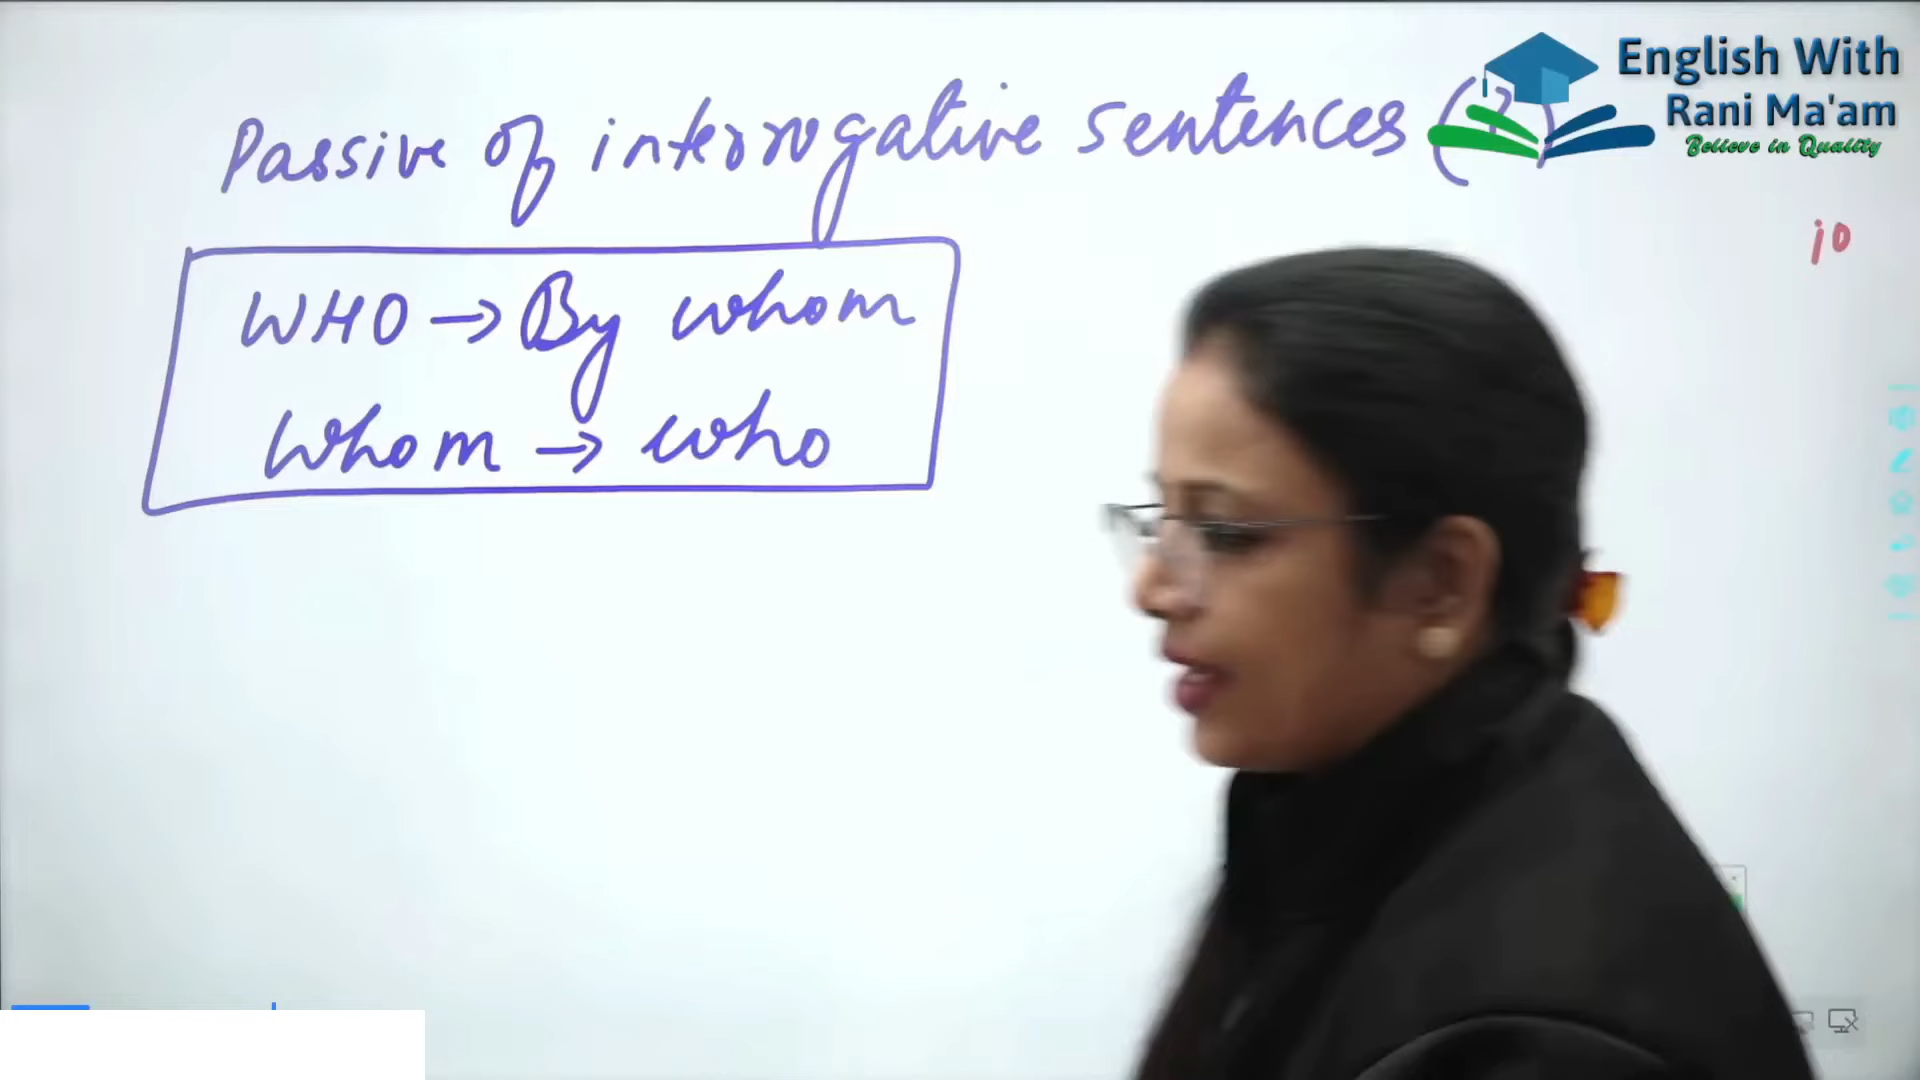 Passive of interrogative sentences (?)
English With
Rani Ma'am
Believe in Quality
10
WHO → By whom
Whom → who